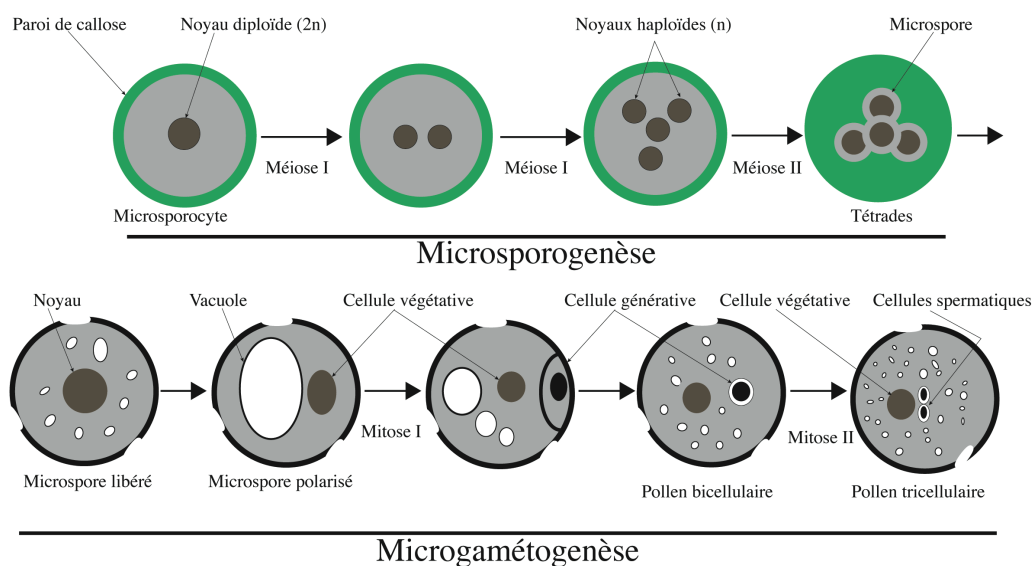 Paroi de callose
Noyau diploïde (2n)
Noyaux haploïdes (n)
Microspore
Méiose I
Méiose I
Méiose II
Microsporocyte
Tétrades
Microsporogenèse
Noyau
Vacuole
Cellule végétative
Cellule générative
Cellule végétative
Cellules spermatiques
Mitose I
Mitose II
Microspore libéré
Microspore polarisé
Pollen bicellulaire
Pollen tricellulaire
Microgamétogenèse